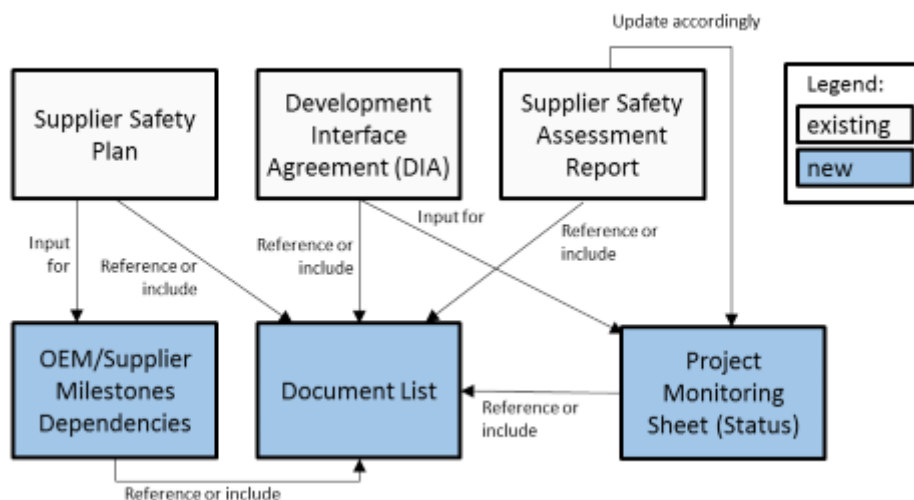 Update accordingly
Supplier Safety
Plan
Development
Interface
Agreement (DIA)
Supplier Safety
Assessment
Report
Legend:
existing
new
Input
for
Reference or
include
Reference or
include
Input for
Reference or
include
OEM/Supplier
Milestones
Dependencies
Document List
Project
Monitoring
Sheet (Status)
Reference or
include
Reference or include